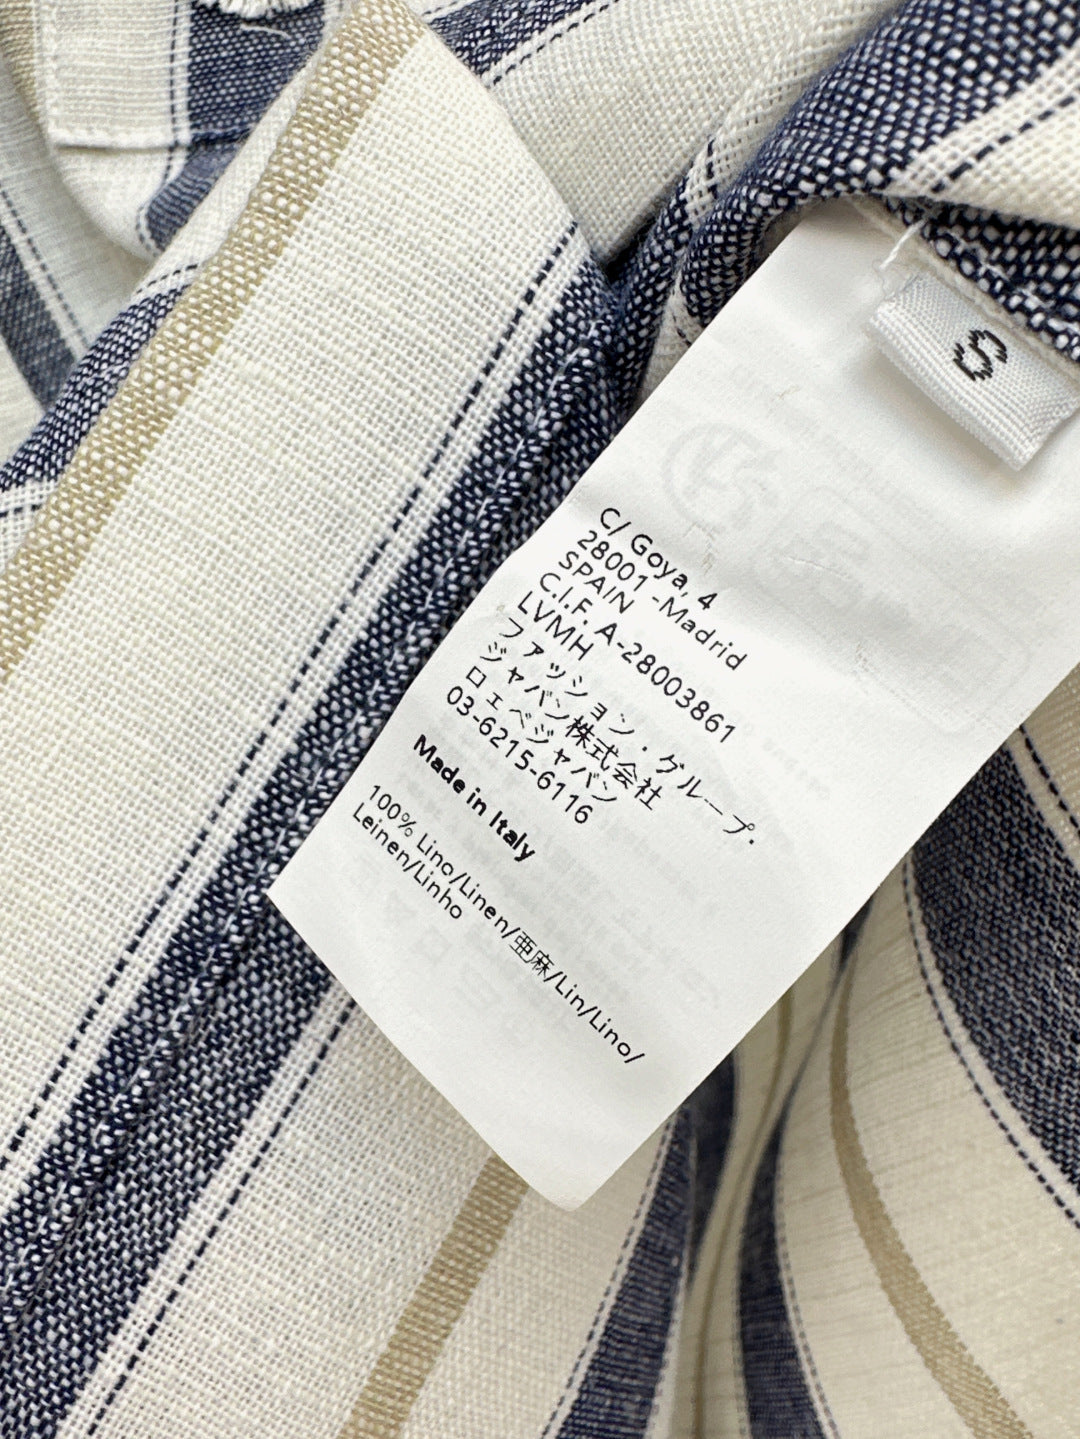 S
C/ Goya, 4
28001 -Madrid
SPAIN
C.I.F. A-28003861
LVMH
ファッション・グループ・
ジャパン株式会社
ロエベジャパン
03-6215-6116
Made in Italy
100% Lino/Linen/亜麻/Lin/Lino/
Leinen/Linho